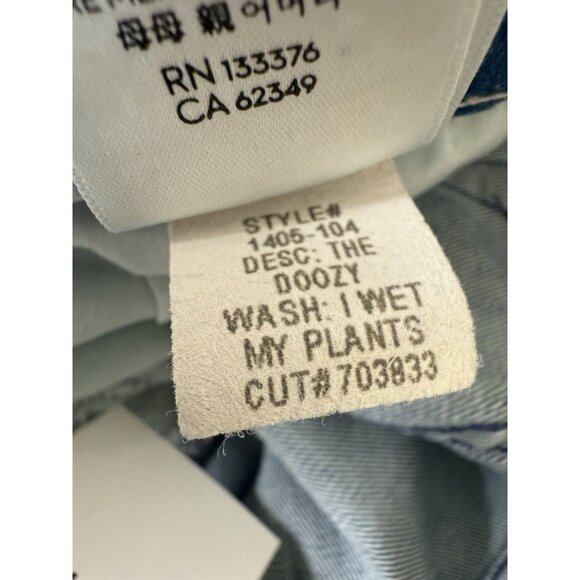 母母 親 어머니
RN 133376
CA 62349
STYLE#
1405-104
DESC: THE
DOOZY
WASH: I WET
MY PLANTS
CUT# 703833